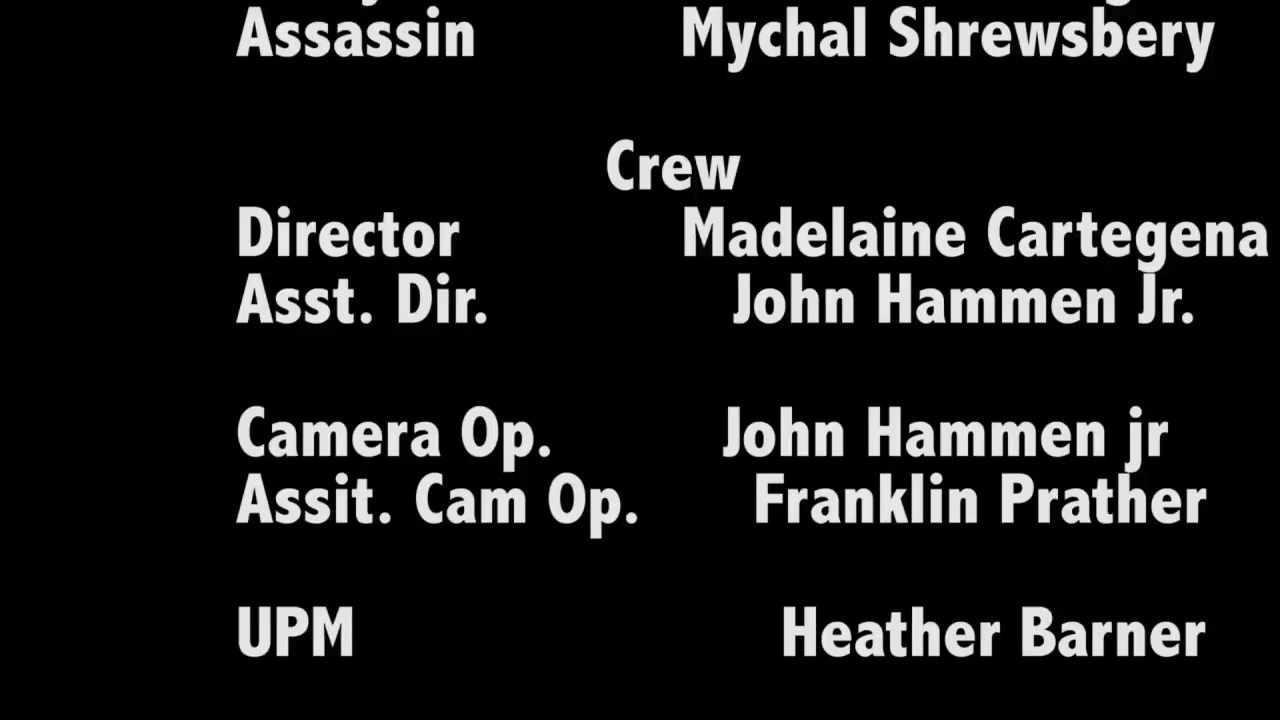 Assassin Mychal Shrewsbery
Crew
Director Madelaine Cartegena
Asst. Dir. John Hammen Jr.
Camera Op. John Hammen jr
Assit. Cam Op. Franklin Prather
UPM Heather Barner